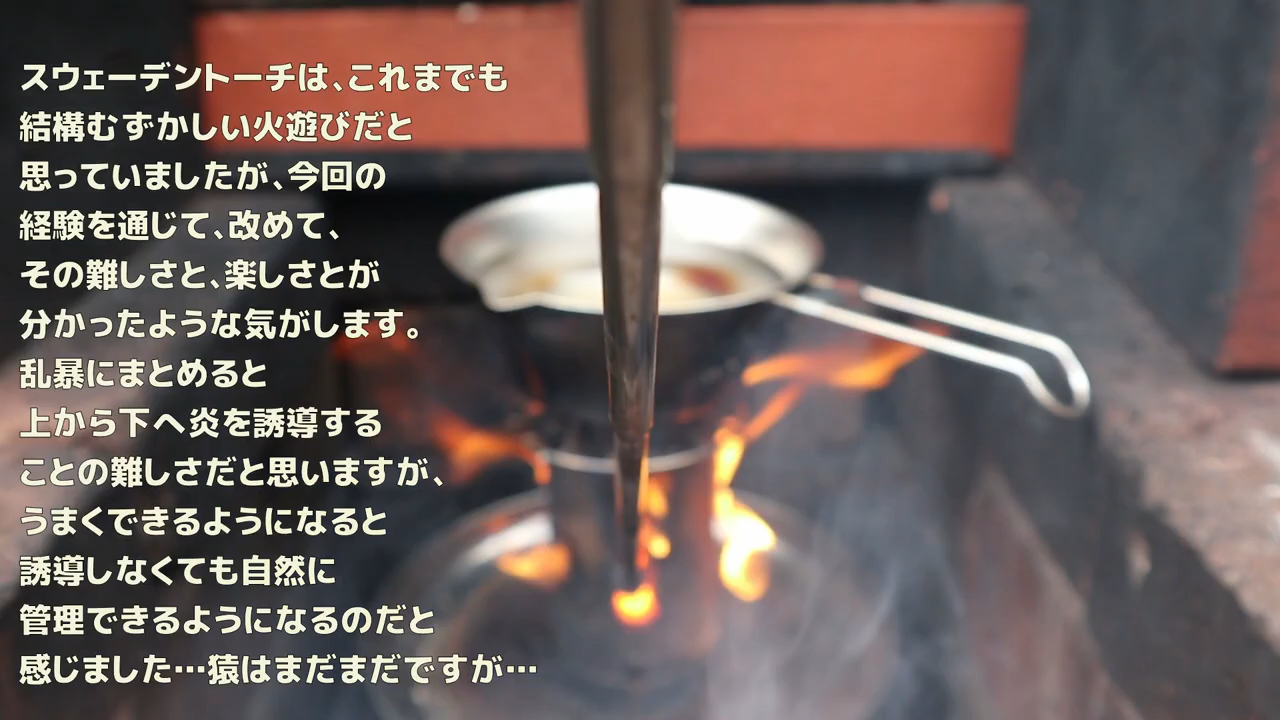 スウェーデントーチは、これまでも
結構むずかしい火遊びだと
思っていましたが、今回の
経験を通じて、改めて、
その難しさと、楽しさとが
分かったような気がします。
乱暴にまとめると
上から下へ炎を誘導する
ことの難しさだと思いますが、
うまくできるようになると
誘導しなくても自然に
管理できるようになるのだと
感じました…猿はまだまだですが…